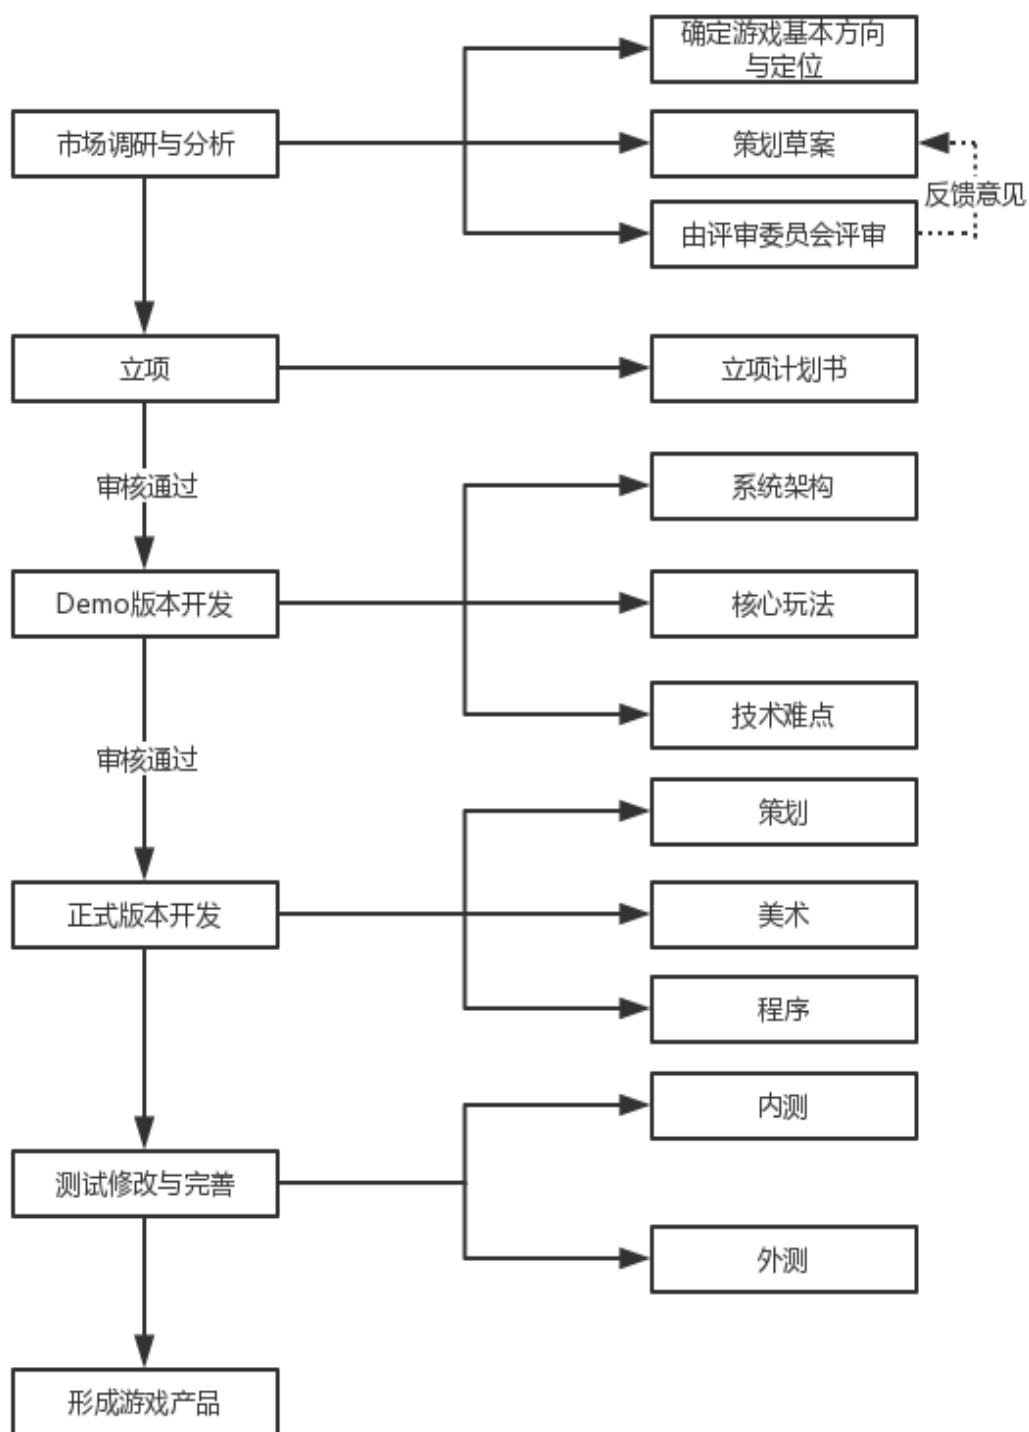 确定游戏基本方向
与定位
市场调研与分析
策划草案
反馈意见
由评审委员会评审
立项
立项计划书
审核通过
系统架构
Demo版本开发
核心玩法
技术难点
审核通过
策划
正式版本开发
美术
程序
内测
测试修改与完善
外测
形成游戏产品